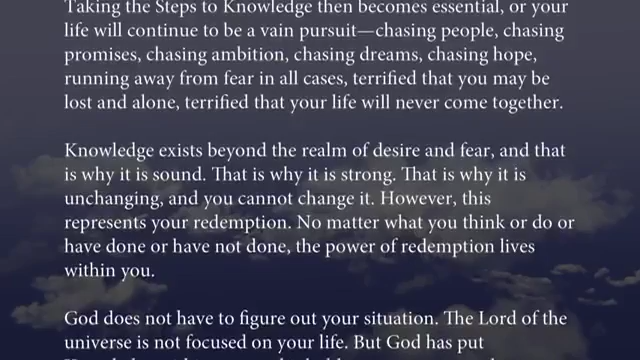 Taking the Steps to Knowledge then becomes essential, or your
life will continue to be a vain pursuit—chasing people, chasing
promises, chasing ambition, chasing dreams, chasing hope,
running away from fear in all cases, terrified that you may be
lost and alone, terrified that your life will never come together.
Knowledge exists beyond the realm of desire and fear, and that
is why it is sound. That is why it is strong. That is why it is
unchanging, and you cannot change it. However, this
represents your redemption. No matter what you think or do or
have done or have not done, the power of redemption lives
within you.
God does not have to figure out your situation. The Lord of the
universe is not focused on your life. But God has put